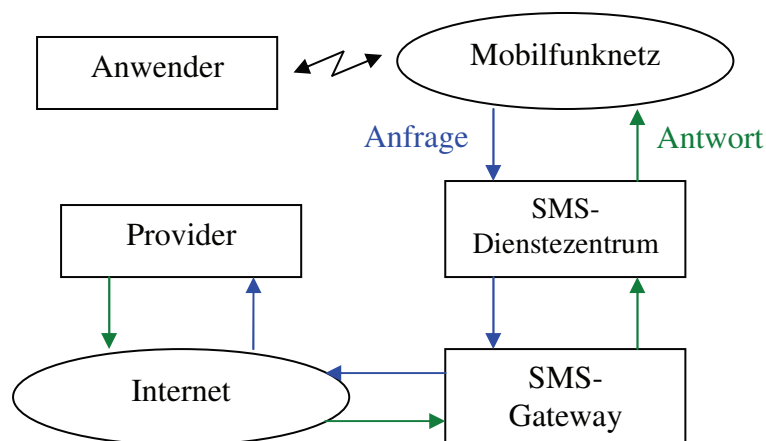 Anwender
Mobilfunknetz
Anfrage
Antwort
SMS-
Dienstezentrum
Provider
Internet
SMS-
Gateway